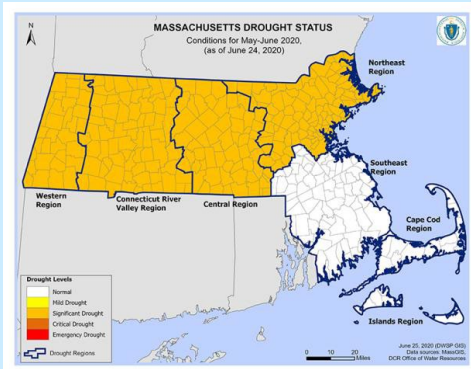 MASSACHUSETTS DROUGHT STATUS
Conditions for May-June 2020,
(as of June 24, 2020)
N
Northeast
Region
Southeast
Region
Western
Region
Connecticut River
Valley Region
Central Region
Cape Cod
Region
Islands Region
Drought Levels
Normal
Mild Drought
Significant Drought
Critical Drought
Emergency Drought
Drought Regions
0 10 20
Miles
June 25, 2020 (DWSP GIS)
Data sources: MassGIS,
DCR Office of Water Resources